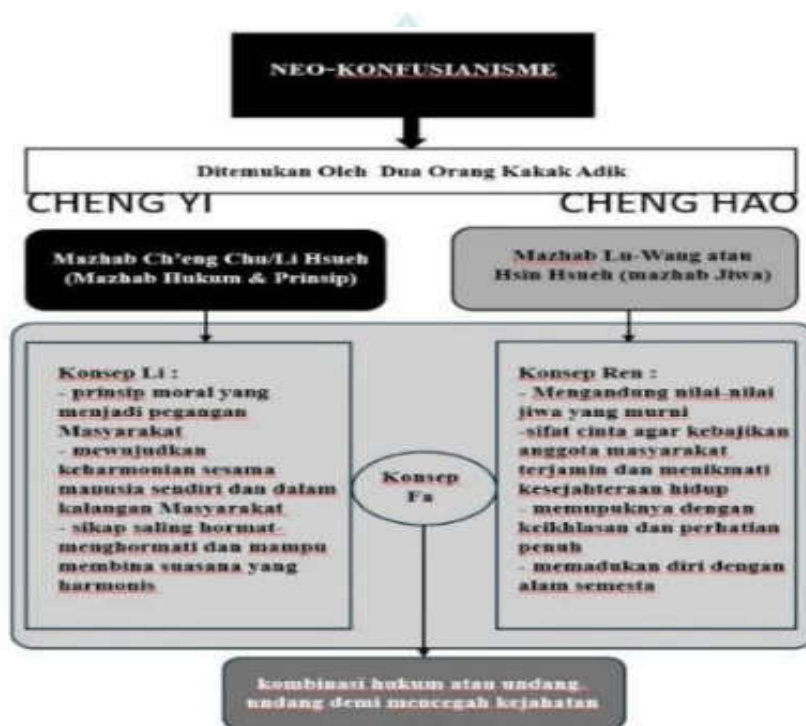 NEO-KONFUSIANISME
Ditemukan Oleh Dua Orang Kakak Adik
CHENG YI
CHENG HAO
Mazhab Ch'eng Chu/Li Hsueh
(Mazhab Hukum & Prinsip)
Mazhab Lu-Wang atau
Hsin Hsueh (mazhab Jiwa)
Konsep Li :
- prinsip moral yang
menjadi pegangan
Masyarakat
- mewujudkan
keharmonian sesama
manusia sendiri dan dalam
kalangan Masyarakat
- sikap saling hormat-
menghormati dan mampu
membina suasana yang
harmonis
Konsep
Fa
Konsep Ren :
- Mengandung nilai-nilai
jiwa yang murni
-sifat cinta agar kebajikan
anggota masyarakat
terjamin dan menikmati
kesejahteraan hidup
- memupuknya dengan
keikhlasan dan perhatian
penuh
- memadukan diri dengan
alam semesta
kombinasi hukum atau undang-
undang demi mencegah kejahatan